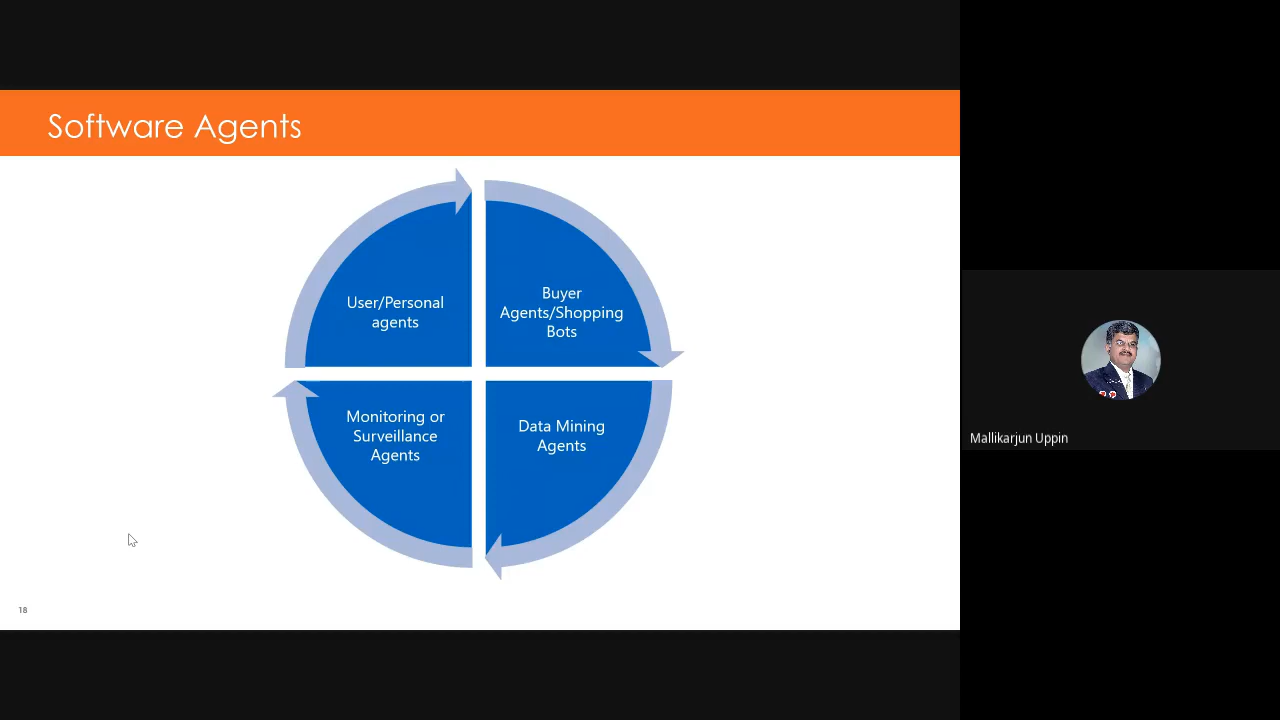 Software Agents
User/Personal
agents
Buyer
Agents/Shopping
Bots
Monitoring or
Surveillance
Agents
Data Mining
Agents
Mallikarjun Uppin
18